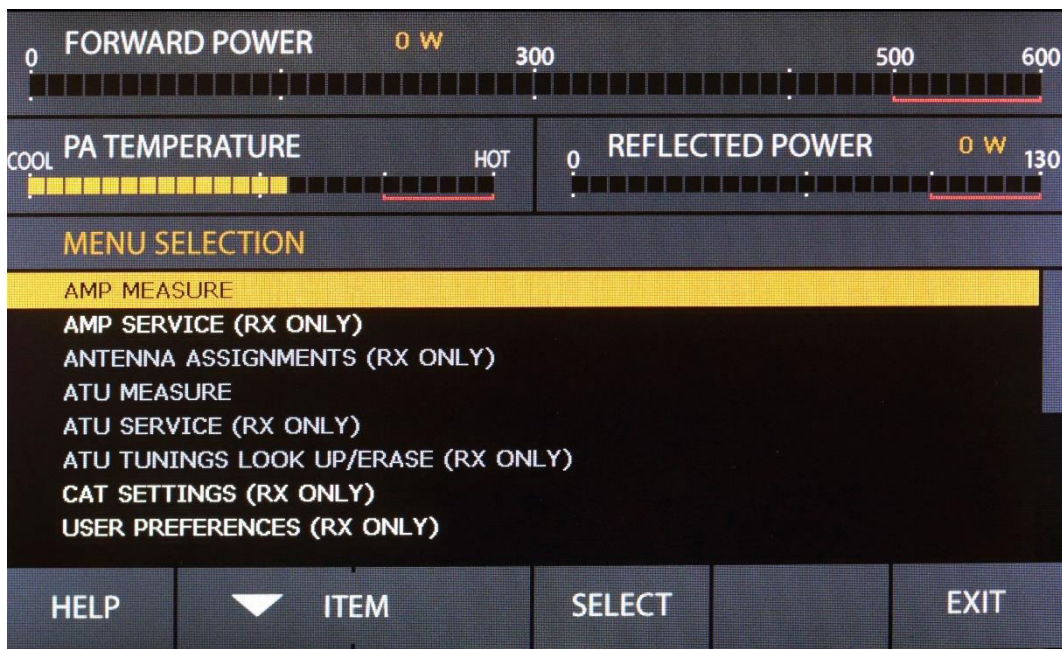 FORWARD POWER 0 W
0 300 500 600
PA TEMPERATURE
COOL HOT
REFLECTED POWER 0 W
0 130
MENU SELECTION
AMP MEASURE
AMP SERVICE (RX ONLY)
ANTENNA ASSIGNMENTS (RX ONLY)
ATU MEASURE
ATU SERVICE (RX ONLY)
ATU TUNINGS LOOK UP/ERASE (RX ONLY)
CAT SETTINGS (RX ONLY)
USER PREFERENCES (RX ONLY)
HELP ITEM SELECT EXIT